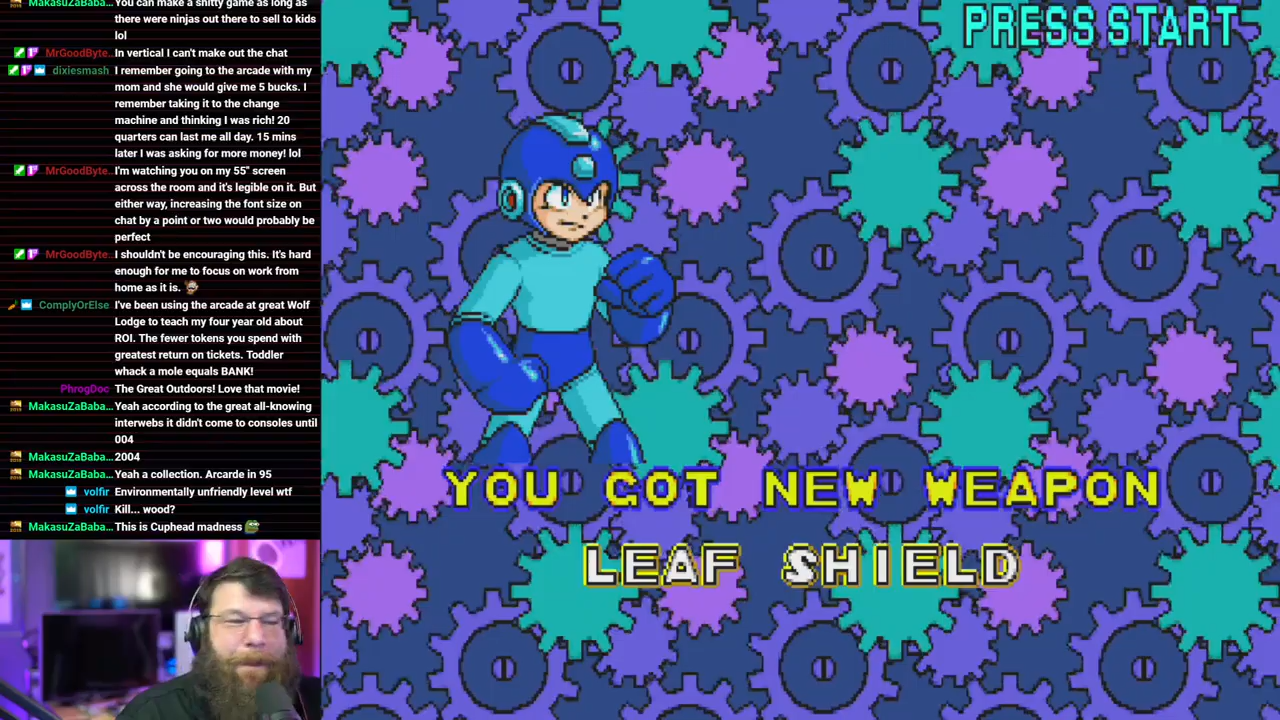 MakasuZaBaba... You can make a shitty game as long as
there were ninjas out there to sell to kids
lol
MrGoodByte... In vertical I can't make out the chat
dixiesmash I remember going to the arcade with my
mom and she would give me 5 bucks. I
remember taking it to the change
machine and thinking I was rich! 20
quarters can last me all day. 15 mins
later I was asking for more money! lol
MrGoodByte... I'm watching you on my 55" screen
across the room and it's legible on it. But
either way, increasing the font size on
chat by a point or two would probably be
perfect
MrGoodByte... I shouldn't be encouraging this. It's hard
enough for me to focus on work from
home as it is.
ComplyOrElse I've been using the arcade at great Wolf
Lodge to teach my four year old about
ROI. The fewer tokens you spend with
greatest return on tickets. Toddler
whack a mole equals BANK!
PhrogDoc The Great Outdoors! Love that movie!
MakasuZaBaba... Yeah according to the great all-knowing
interwebs it didn't come to consoles until
004
MakasuZaBaba... 2004
MakasuZaBaba... Yeah a collection. Arcarde in 95
volfir Environmentally unfriendly level wtf
volfir Kill... wood?
MakasuZaBaba... This is Cuphead madness
PRESS START
YOU GOT NEW WEAPON
LEAF SHIELD